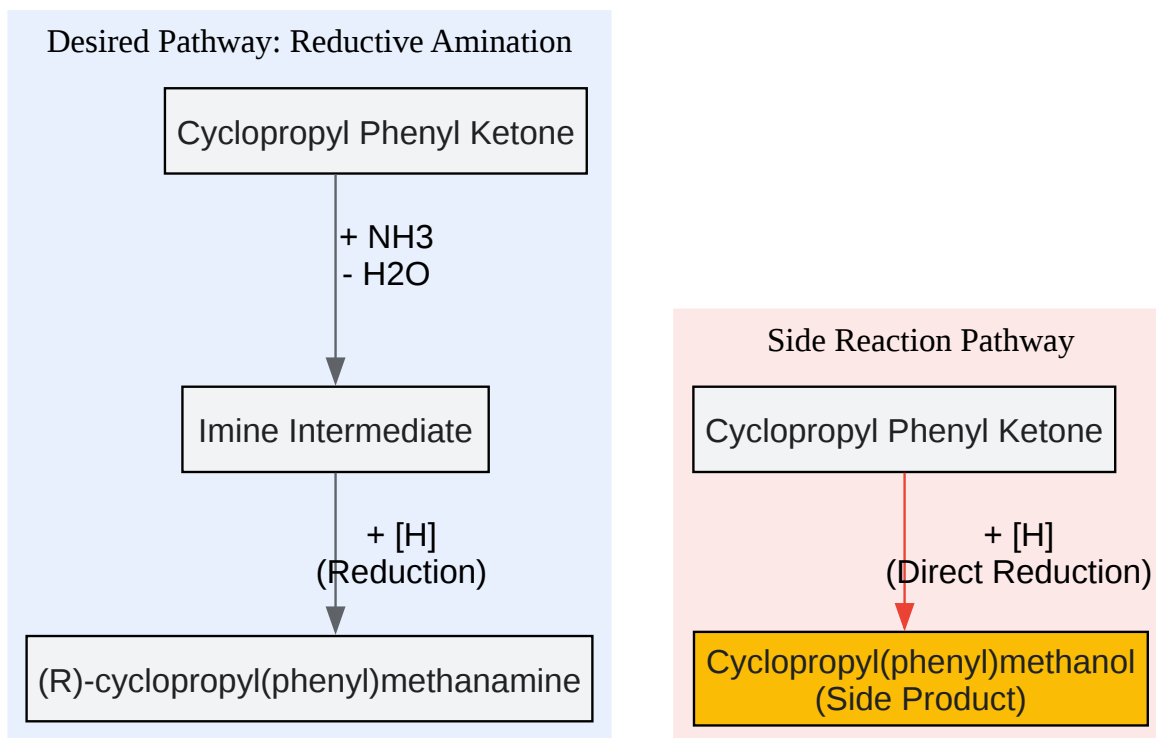 Desired Pathway: Reductive Amination
Cyclopropyl Phenyl Ketone
+ NH3
- H2O
Imine Intermediate
+ [H]
(Reduction)
(R)-cyclopropyl(phenyl)methanamine
Side Reaction Pathway
Cyclopropyl Phenyl Ketone
+ [H]
(Direct Reduction)
Cyclopropyl(phenyl)methanol
(Side Product)